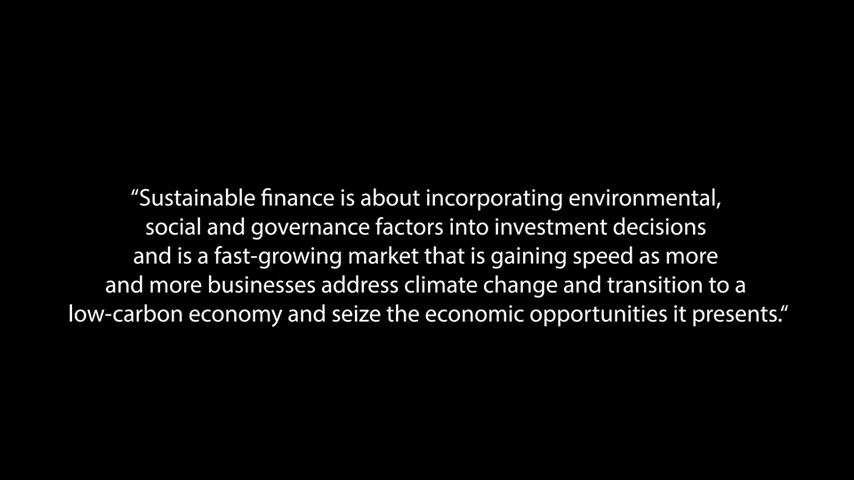 “Sustainable finance is about incorporating environmental,
social and governance factors into investment decisions
and is a fast-growing market that is gaining speed as more
and more businesses address climate change and transition to a
low-carbon economy and seize the economic opportunities it presents.“